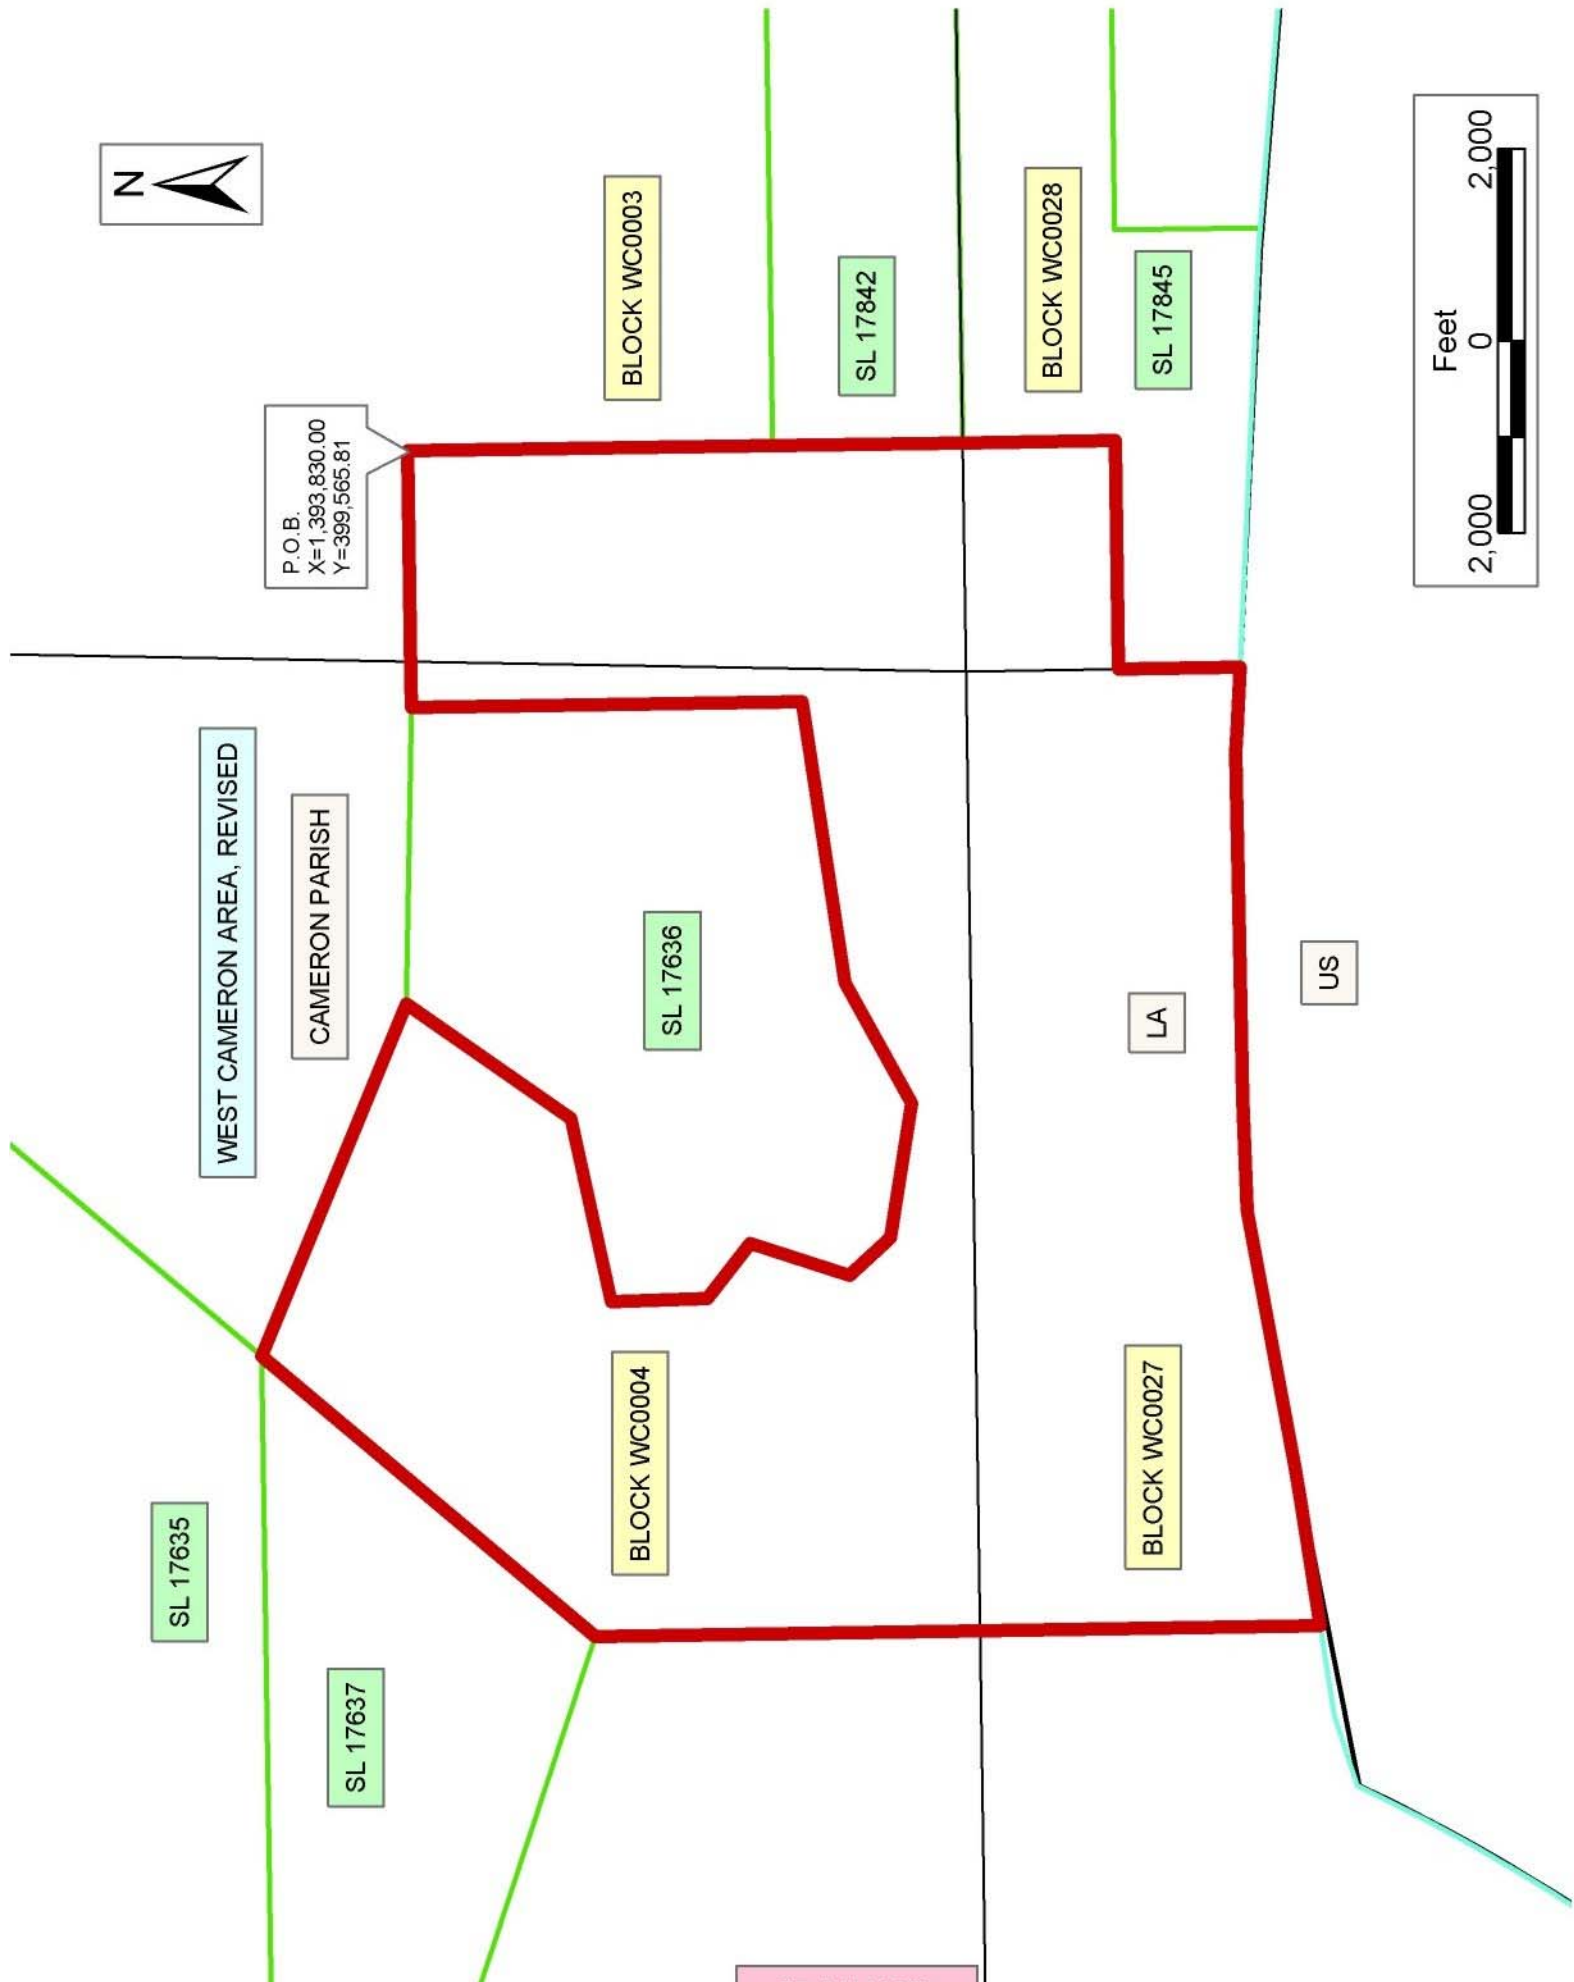 N
SL 17635
WEST CAMERON AREA, REVISED
CAMERON PARISH
P.O.B.
X=1,393,830.00
Y=399,565.81
SL 17637
BLOCK WC0004
SL 17636
BLOCK WC0003
SL 17842
BLOCK WC0028
BLOCK WC0027
LA
SL 17845
US
Feet
2,000 0 2,000